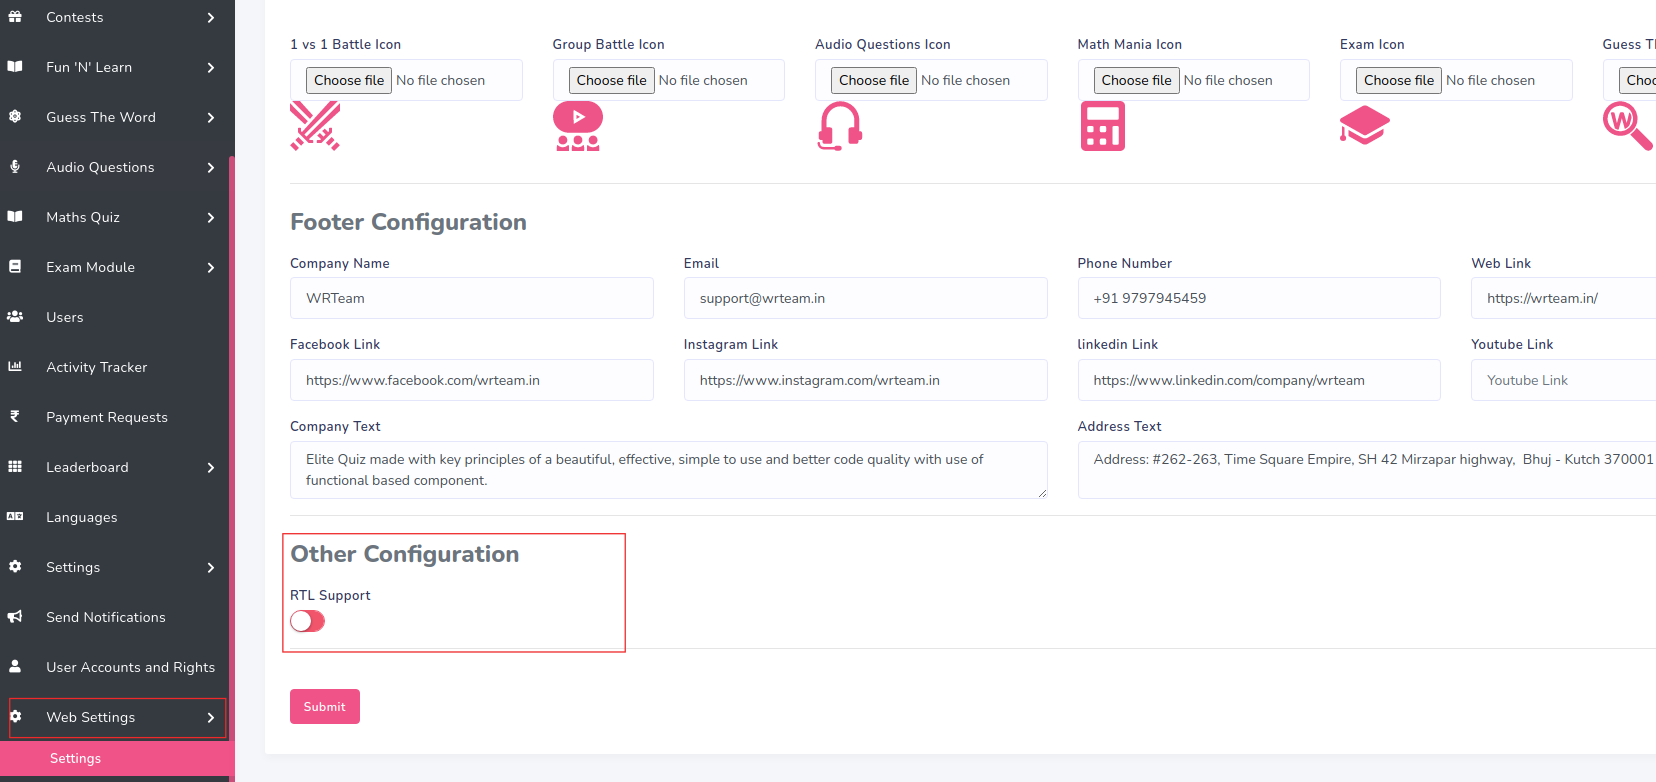 Contests
Fun 'N' Learn
Guess The Word
Audio Questions
Maths Quiz
Exam Module
Users
Activity Tracker
Payment Requests
Leaderboard
Languages
Settings
Send Notifications
User Accounts and Rights
Web Settings
Settings
1 vs 1 Battle Icon Group Battle Icon Audio Questions Icon Math Mania Icon Exam Icon Guess
Choose file No file chosen Choose file No file chosen Choose file No file chosen Choose file No file chosen Choose file No file chosen
W
Footer Configuration
Company Name Email Phone Number Web Link
WRTeam support@wrteam.in +91 9797945459 https://wrteam.in/
Facebook Link Instagram Link linkedin Link Youtube Link
https://www.facebook.com/wrteam.in https://www.instagram.com/wrteam.in https://www.linkedin.com/company/wrteam Youtube Link
Company Text Address Text
Elite Quiz made with key principles of a beautiful, effective, simple to use and better code quality with use of Address: #262-263, Time Square Empire, SH 42 Mirzapar highway,  Bhuj - Kutch 370001
functional based component.
Other Configuration
RTL Support
Submit